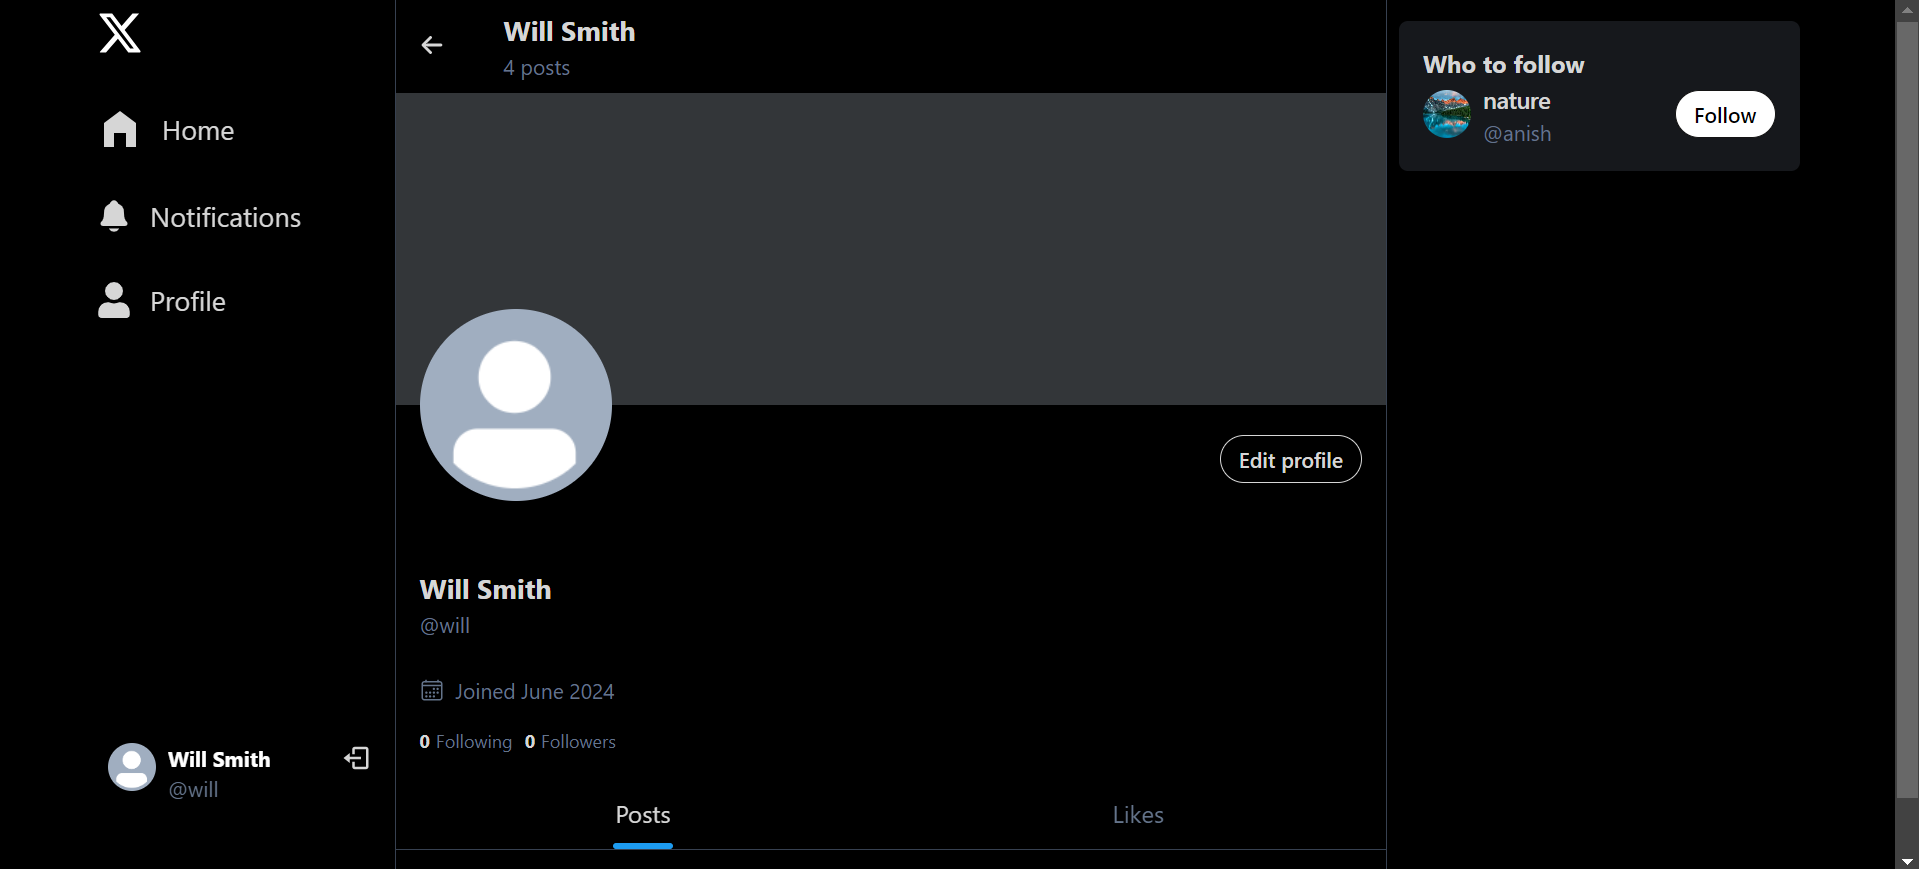 Home
Notifications
Profile
Will Smith
@will
Will Smith
4 posts
Edit profile
Will Smith
@will
Joined June 2024
0 Following 0 Followers
Posts
Likes
Who to follow
nature
@anish
Follow